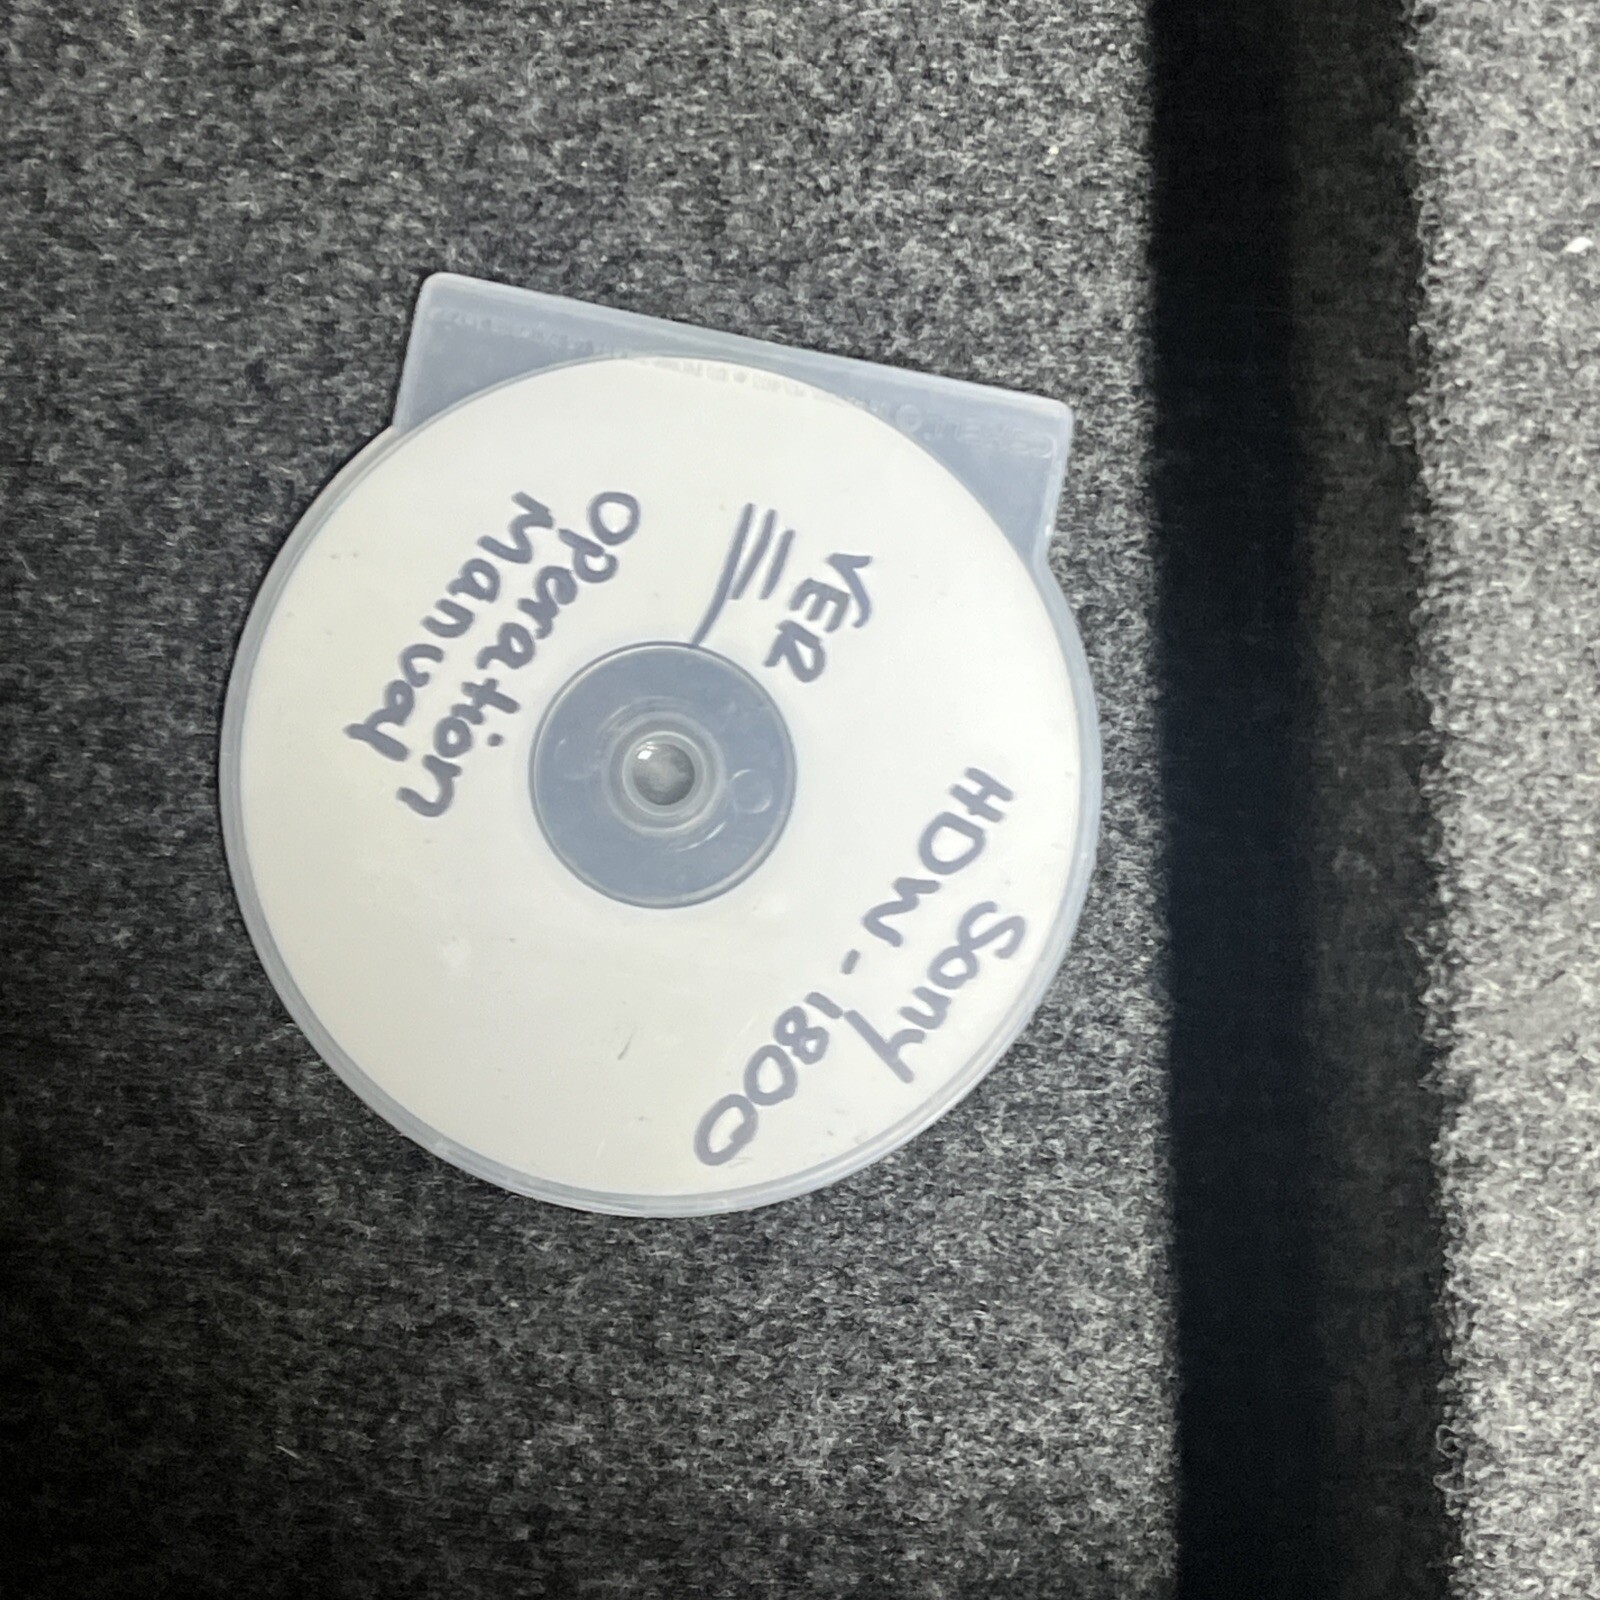 Sony
HDW-1800
VER
Operation
Manual